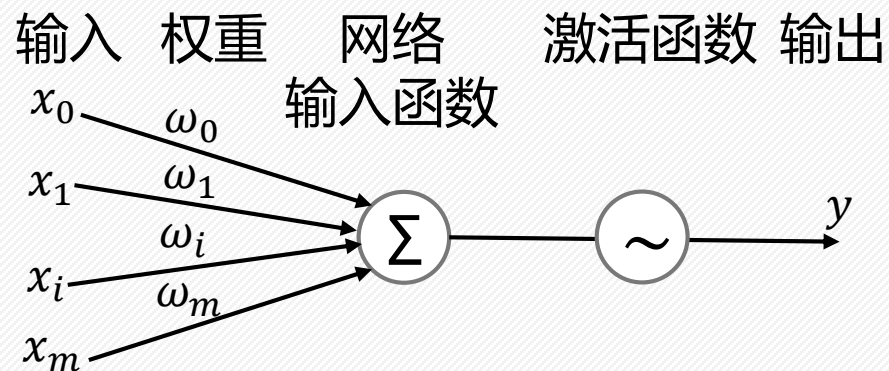 输入 权重 网络 激活函数 输出
输入函数
x₀ ω₀
x₁ ω₁
Σ ~ y
xᵢ ωᵢ
xₘ ωₘ